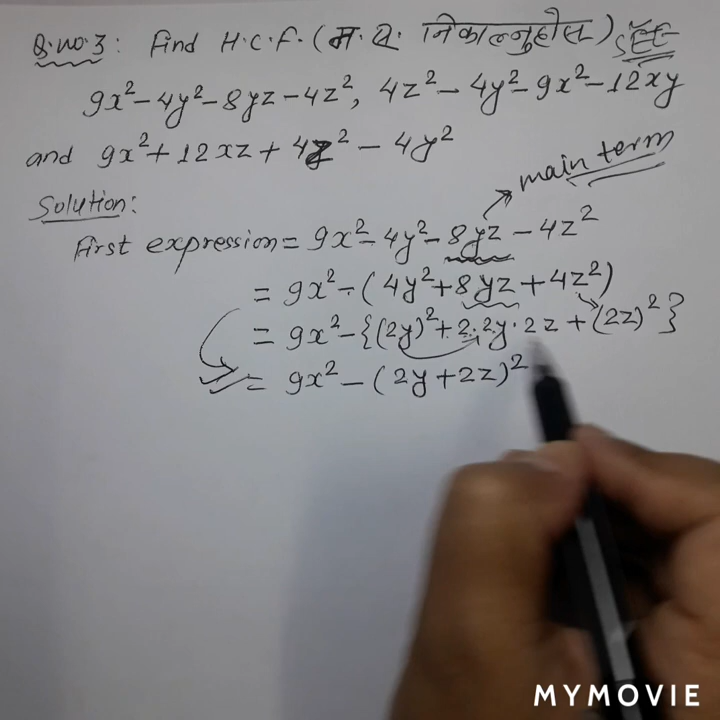 Q.no.3: Find H.C.F. (म.स. निकाल्नुहोस)
9x²-4y²-8yz-4z², 4z²-4y²-9x²-12xy
and 9x²+12xz+4z²-4y²
Solution:
main term
First expression = 9x²-4y²-8yz-4z²
= 9x²-(4y²+8yz+4z²)
= 9x²-{(2y)²+2.2y.2z+(2z)²}
= 9x²-(2y+2z)²
MYMOVIE